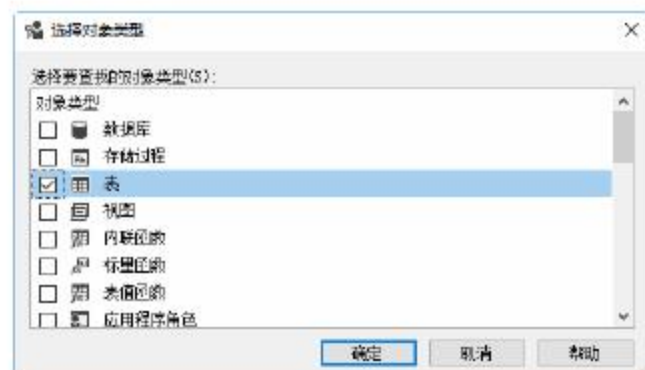 选择对象类型
选择要查找的对象类型(S):
对象类型
数据库
存储过程
表
视图
内联函数
标量函数
表值函数
应用程序角色
确定
取消
帮助